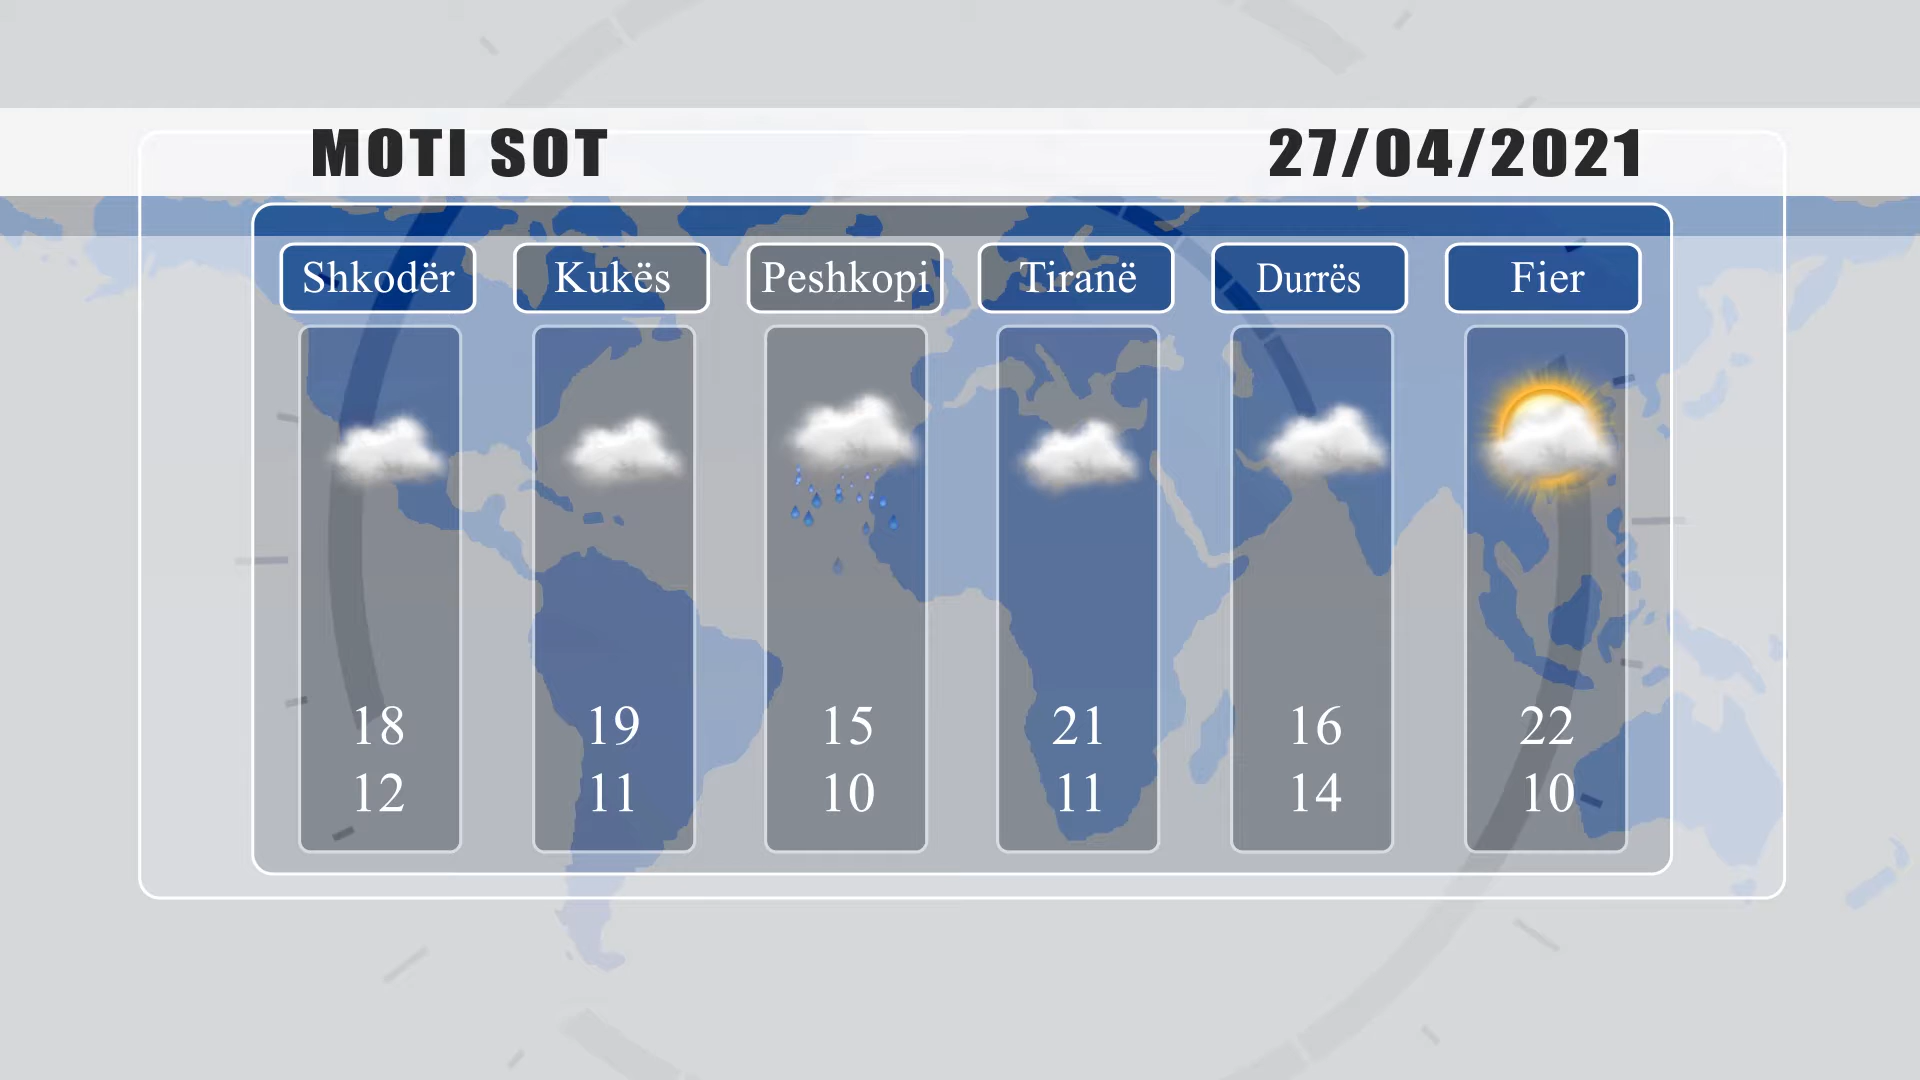 MOTI SOT 27/04/2021
Shkodër Kukës Peshkopi Tiranë Durrës Fier
18 19 15 21 16 22
12 11 10 11 14 10